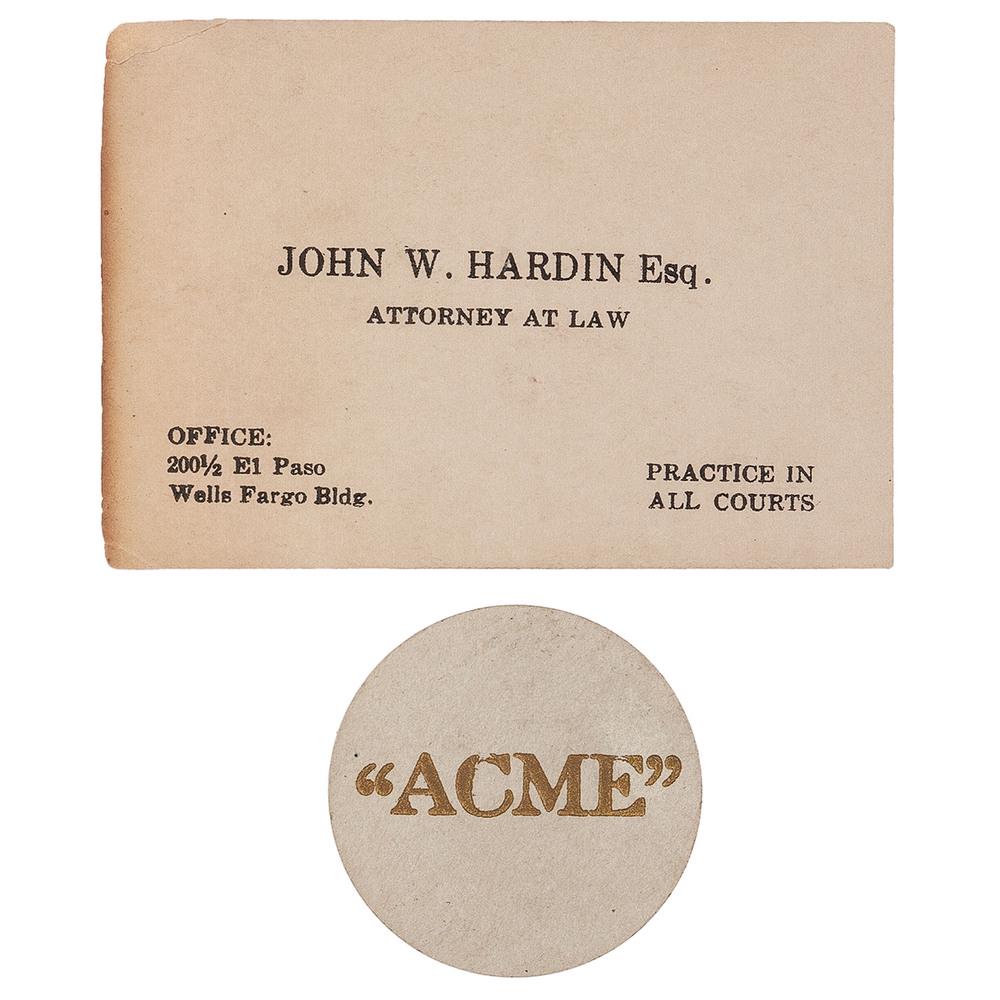 JOHN W. HARDIN Esq.
ATTORNEY AT LAW
OFFICE:
200½ El Paso
Wells Fargo Bldg.
PRACTICE IN
ALL COURTS
“ACME”